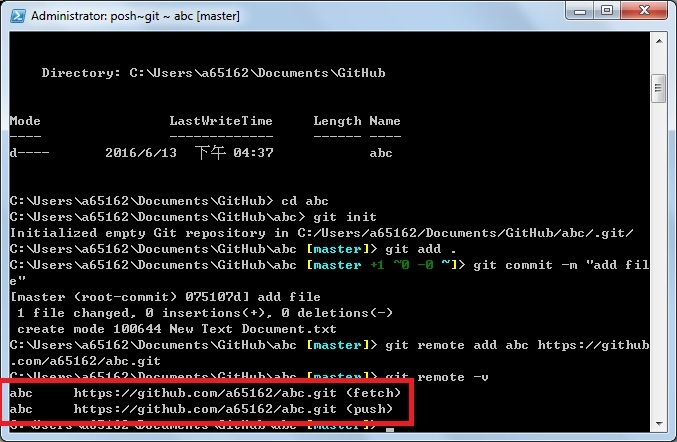 Administrator: posh~git ~ abc [master]
Directory: C:\Users\a65162\Documents\GitHub
Mode LastWriteTime Length Name
---- ------------- ------ ----
d---- 2016/6/13 下午 04:37 abc
C:\Users\a65162\Documents\GitHub> cd abc
C:\Users\a65162\Documents\GitHub\abc> git init
Initialized empty Git repository in C:/Users/a65162/Documents/GitHub/abc/.git/
C:\Users\a65162\Documents\GitHub\abc [master]> git add .
C:\Users\a65162\Documents\GitHub\abc [master +1 ~0 -0 ~]> git commit -m "add fil
e"
[master (root-commit) 075107d] add file
 1 file changed, 0 insertions(+), 0 deletions(-)
 create mode 100644 New Text Document.txt
C:\Users\a65162\Documents\GitHub\abc [master]> git remote add abc https://github
.com/a65162/abc.git
C:\Users\a65162\Documents\GitHub\abc [master]> git remote -v
abc https://github.com/a65162/abc.git (fetch)
abc https://github.com/a65162/abc.git (push)
C:\Users\a65162\Documents\GitHub\abc [master]>